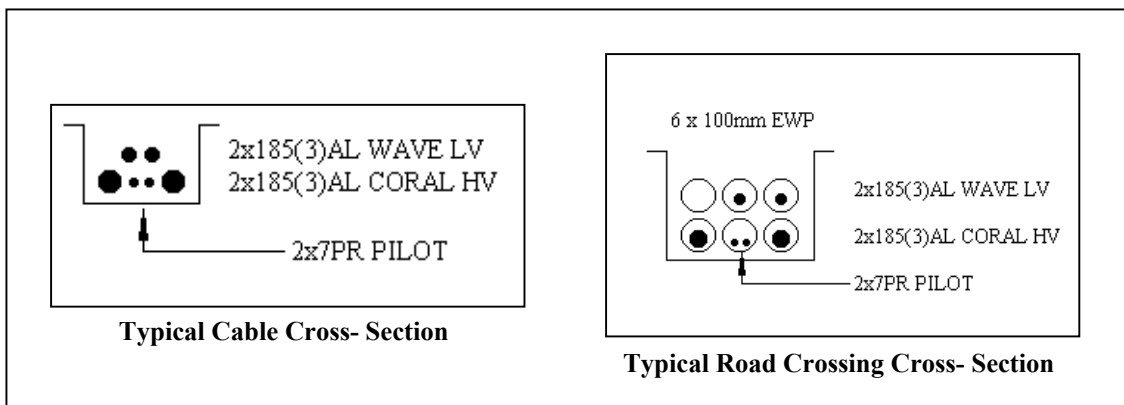 2x185(3)AL WAVE LV
2x185(3)AL CORAL HV
2x7PR PILOT
Typical Cable Cross- Section
6 x 100mm EWP
2x185(3)AL WAVE LV
2x185(3)AL CORAL HV
2x7PR PILOT
Typical Road Crossing Cross- Section